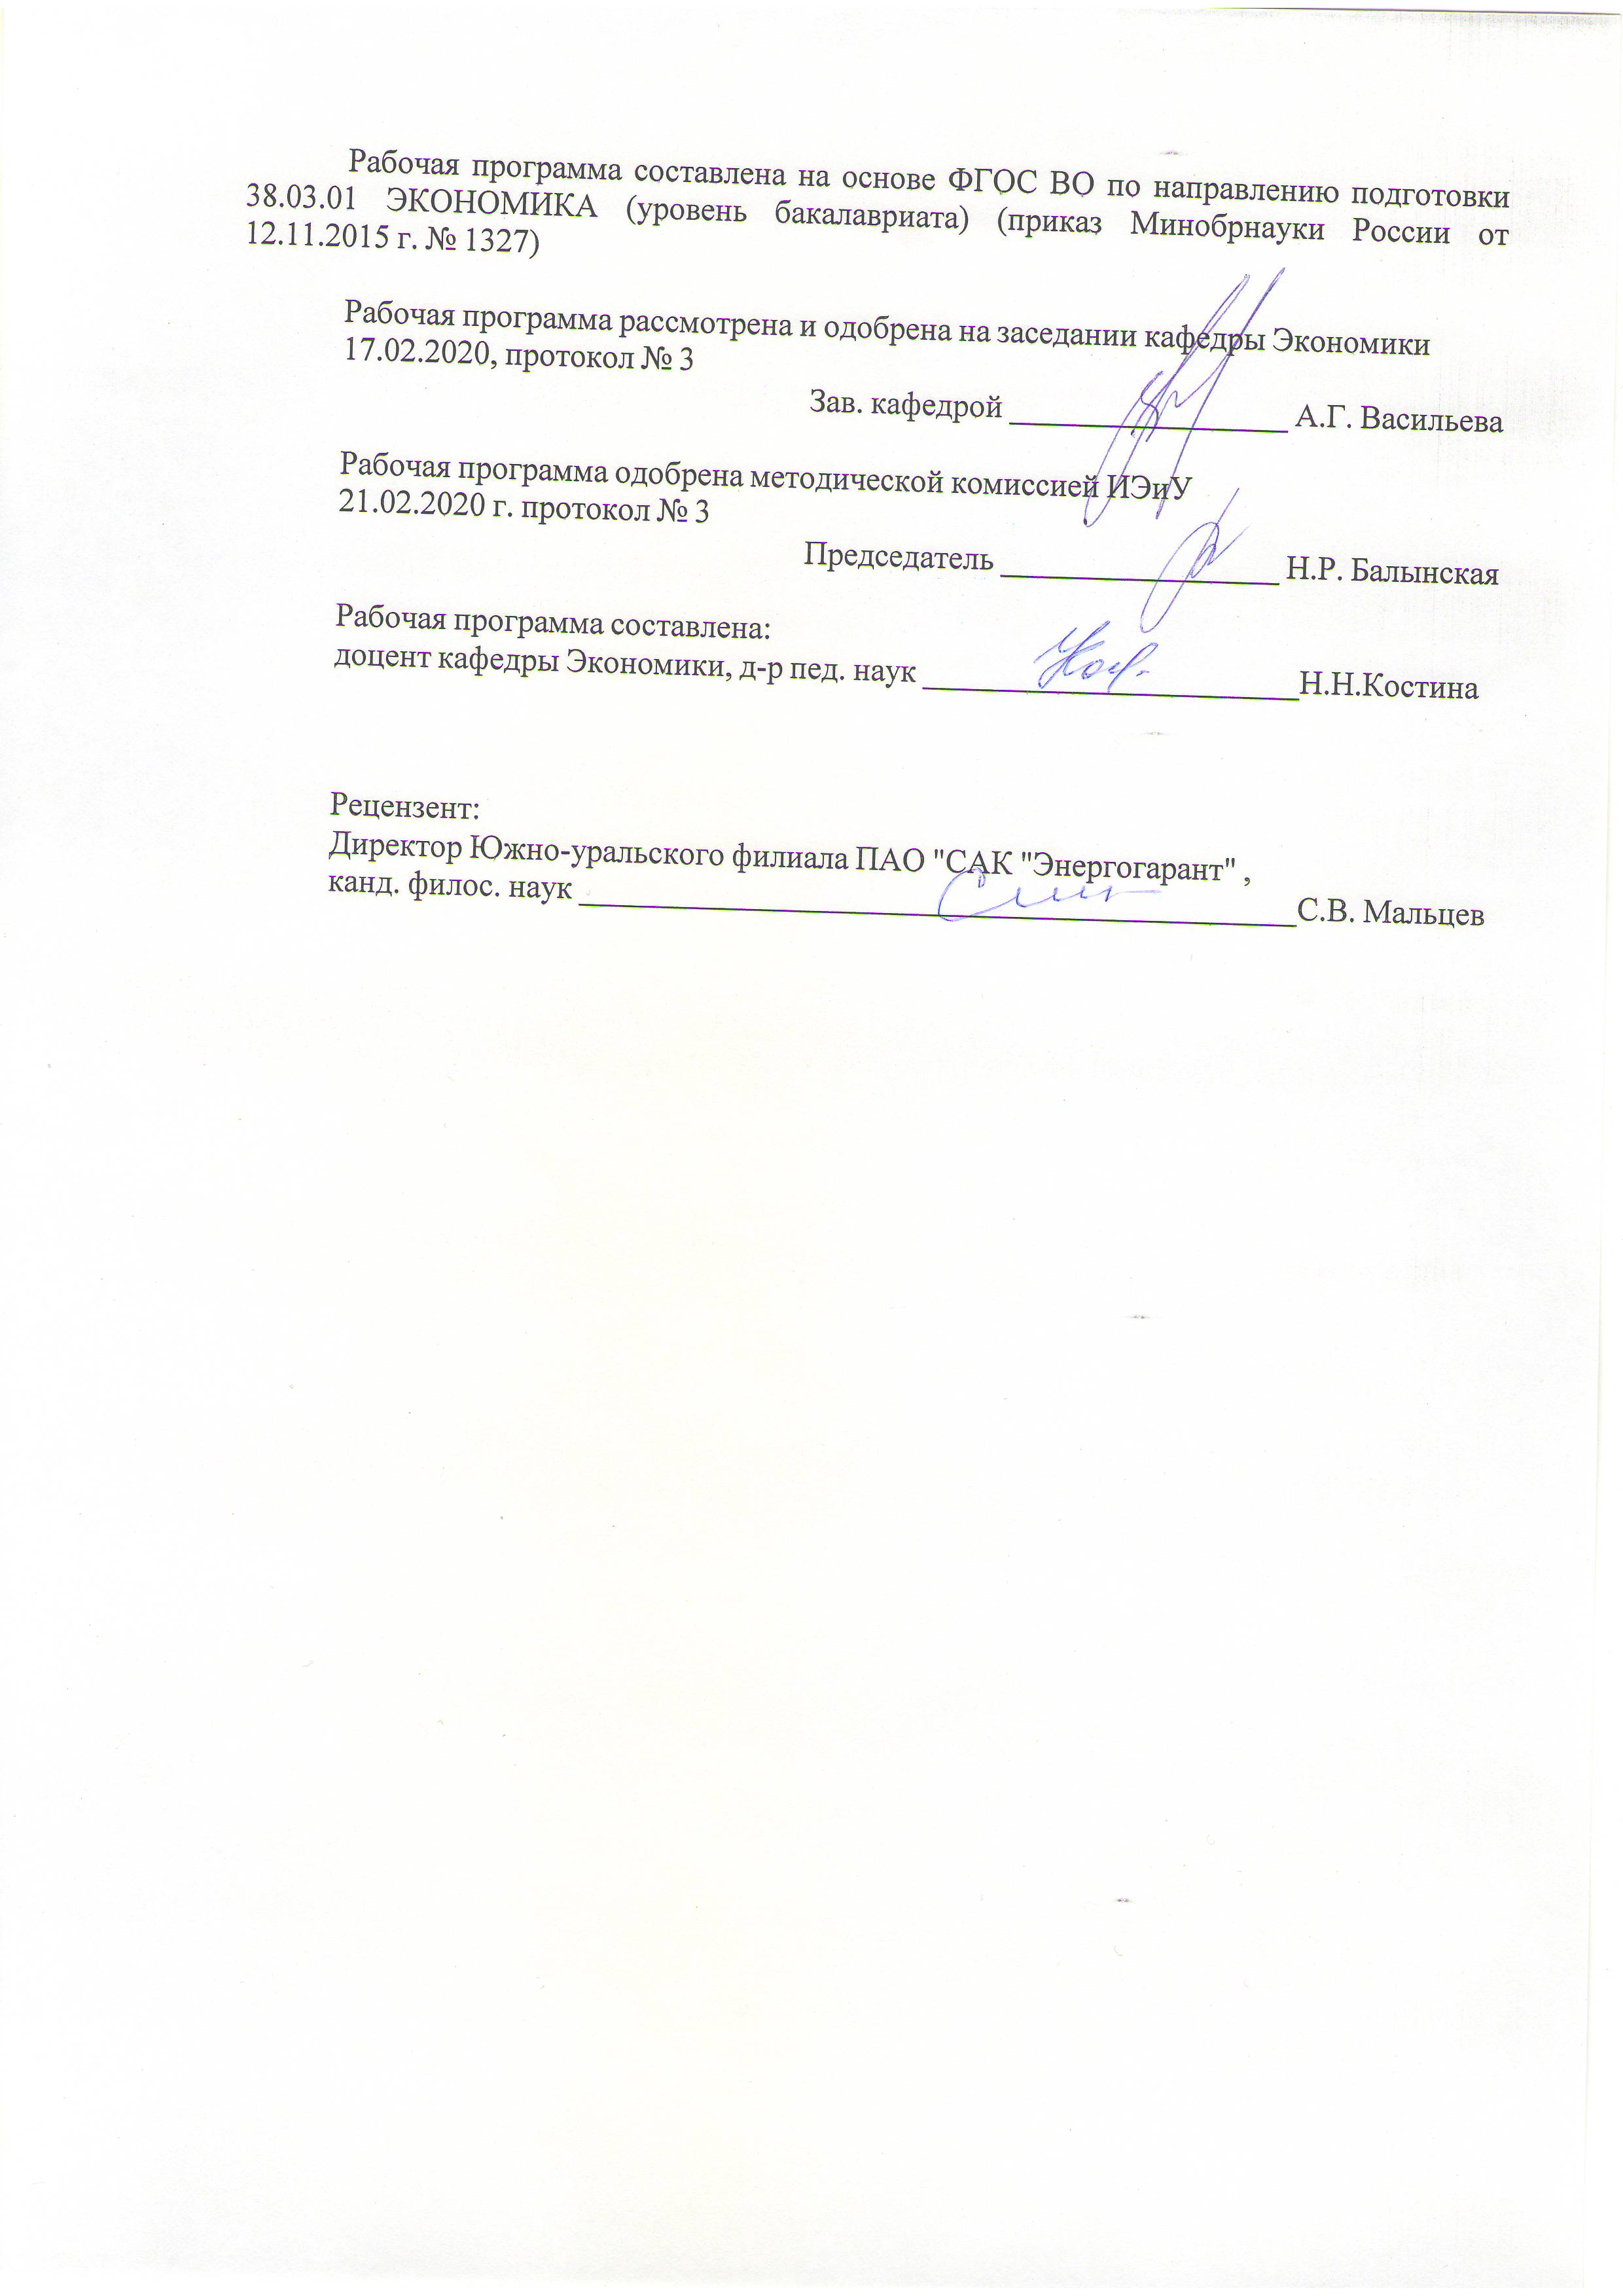 Рабочая программа составлена на основе ФГОС ВО по направлению подготовки
38.03.01 ЭКОНОМИКА (уровень бакалавриата) (приказ Минобрнауки России от
12.11.2015 г. № 1327)
Рабочая программа рассмотрена и одобрена на заседании кафедры Экономики
17.02.2020, протокол № 3
Зав. кафедрой ________________ А.Г. Васильева
Рабочая программа одобрена методической комиссией ИЭиУ
21.02.2020 г. протокол № 3
Председатель ________________ Н.Р. Балынская
Рабочая программа составлена:
доцент кафедры Экономики, д-р пед. наук ______________________Н.Н.Костина
Рецензент:
Директор Южно-уральского филиала ПАО "САК "Энергогарант" ,
канд. филос. наук __________________________________________С.В. Мальцев